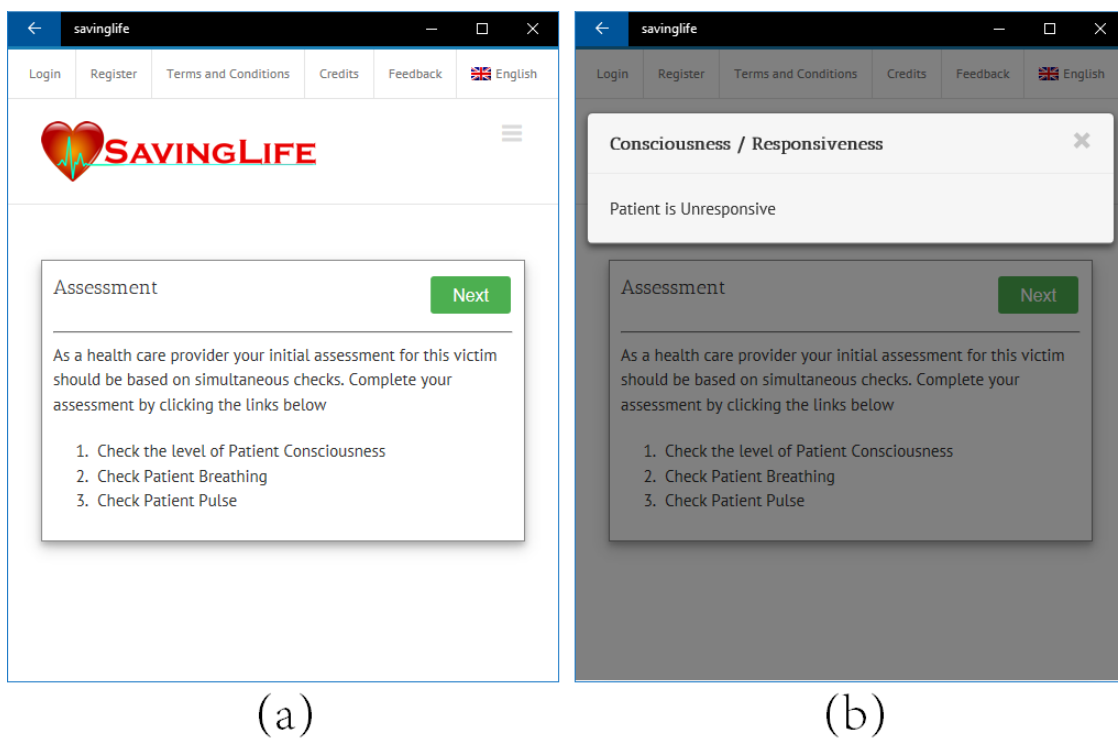 savinglife
Login Register Terms and Conditions Credits Feedback English
SAVINGLIFE
Assessment
Next
As a health care provider your initial assessment for this victim
should be based on simultaneous checks. Complete your
assessment by clicking the links below
1. Check the level of Patient Consciousness
2. Check Patient Breathing
3. Check Patient Pulse
(a)
savinglife
Login Register Terms and Conditions Credits Feedback English
Consciousness / Responsiveness
Patient is Unresponsive
Assessment
Next
As a health care provider your initial assessment for this victim
should be based on simultaneous checks. Complete your
assessment by clicking the links below
1. Check the level of Patient Consciousness
2. Check Patient Breathing
3. Check Patient Pulse
(b)